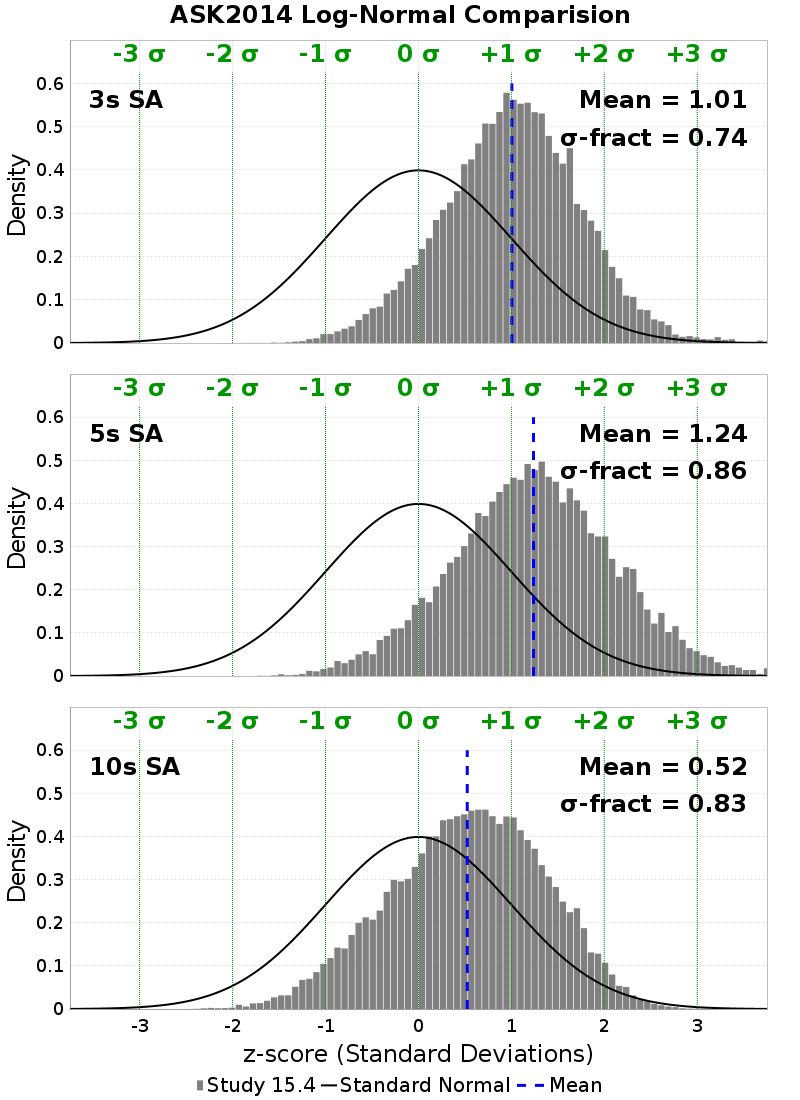 ASK2014 Log-Normal Comparision
-3 σ -2 σ -1 σ 0 σ +1 σ +2 σ +3 σ
3s SA
Mean = 1.01
σ-fract = 0.74
0.6
0.5
0.4
0.3
0.2
0.1
0
Density
-3 σ -2 σ -1 σ 0 σ +1 σ +2 σ +3 σ
5s SA
Mean = 1.24
σ-fract = 0.86
0.6
0.5
0.4
0.3
0.2
0.1
0
Density
-3 σ -2 σ -1 σ 0 σ +1 σ +2 σ +3 σ
10s SA
Mean = 0.52
σ-fract = 0.83
0.6
0.5
0.4
0.3
0.2
0.1
0
Density
-3 -2 -1 0 1 2 3
z-score (Standard Deviations)
Study 15.4 Standard Normal Mean